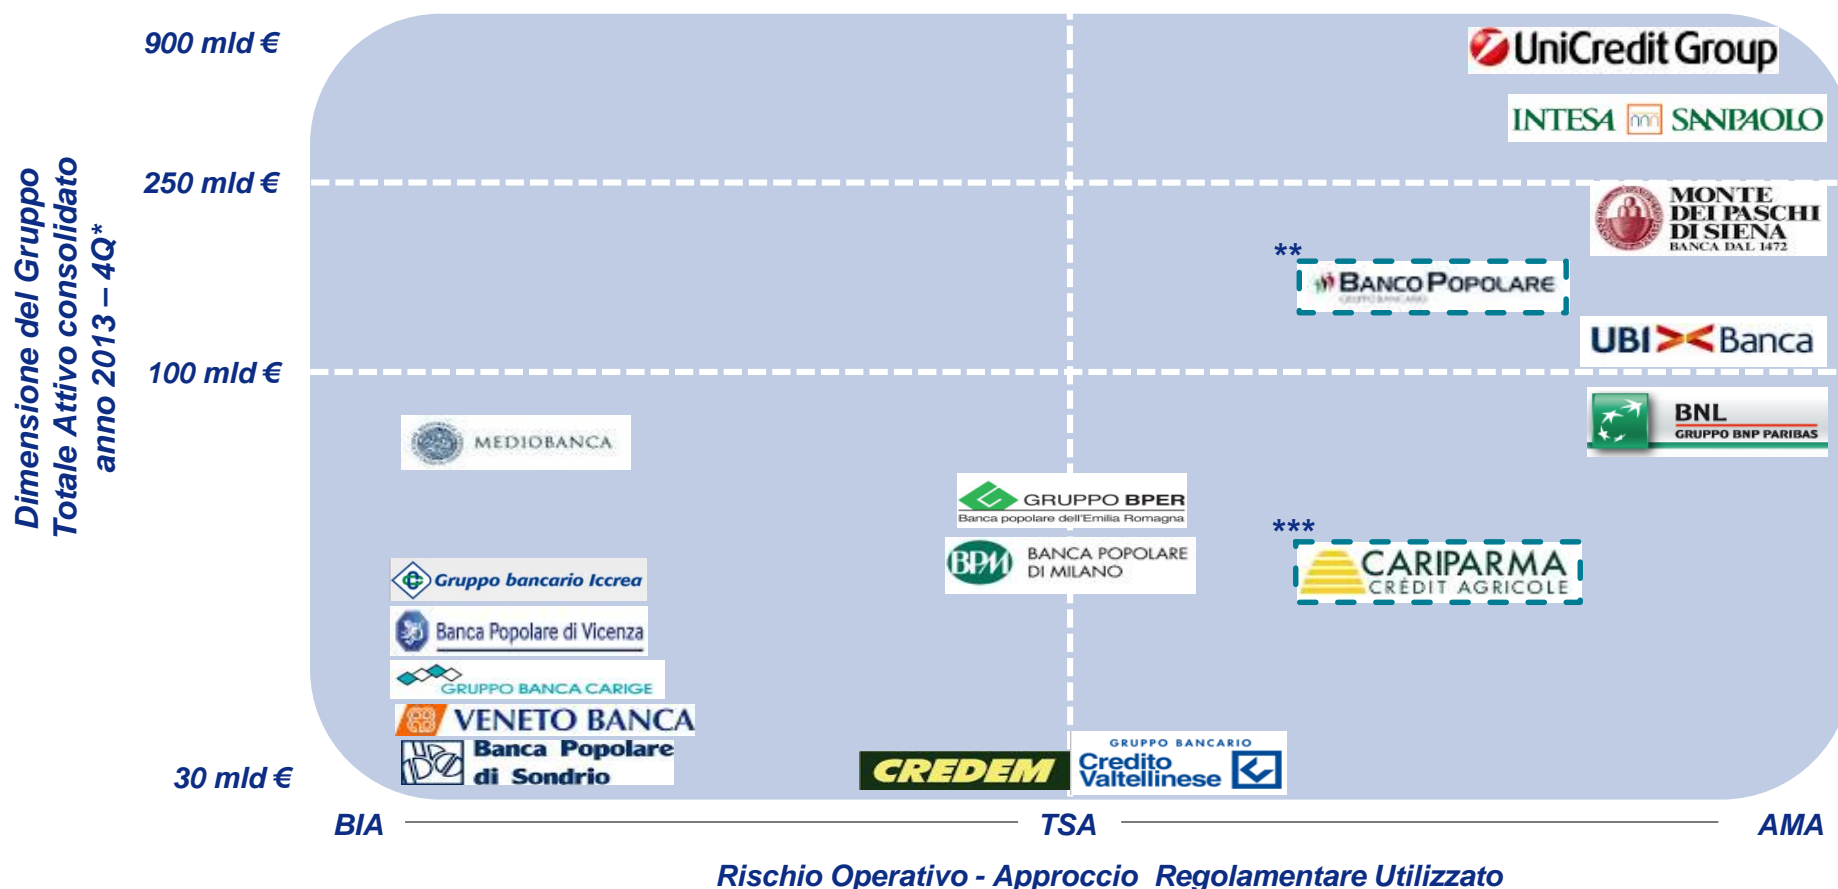 900 mld €
UniCredit Group
INTESA SANPAOLO
Dimensione del Gruppo
Totale Attivo consolidato
anno 2013 – 4Q*
250 mld €
MONTE
DEI PASCHI
DI SIENA
BANCA DAL 1472
**
BANCO POPOLARE
GRUPPO BANCARIO
UBI Banca
100 mld €
BNL
GRUPPO BNP PARIBAS
MEDIOBANCA
GRUPPO BPER
Banca popolare dell'Emilia Romagna
***
BPM BANCA POPOLARE
DI MILANO
CARIPARMA
CRÉDIT AGRICOLE
Gruppo bancario Iccrea
Banca Popolare di Vicenza
GRUPPO BANCA CARIGE
VENETO BANCA
Banca Popolare
di Sondrio
CREDEM
GRUPPO BANCARIO
Credito
Valtellinese
30 mld €
BIA TSA AMA
Rischio Operativo - Approccio Regolamentare Utilizzato